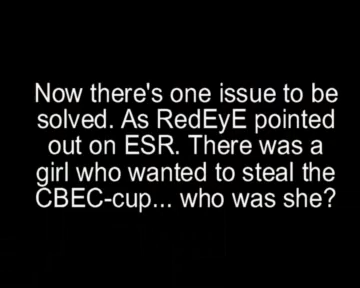 Now there's one issue to be
solved. As RedEyE pointed
out on ESR. There was a
girl who wanted to steal the
CBEC-cup... who was she?